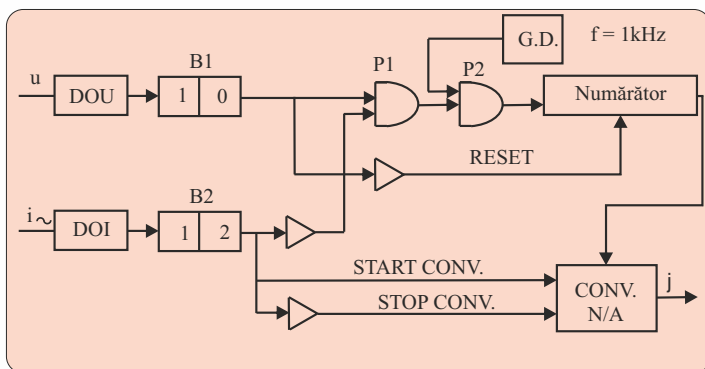 G.D.
f = 1kHz
u
DOU
B1
1 0
P1
P2
Numărător
RESET
i
DOI
B2
1 2
START CONV.
STOP CONV.
CONV.
N/A
j